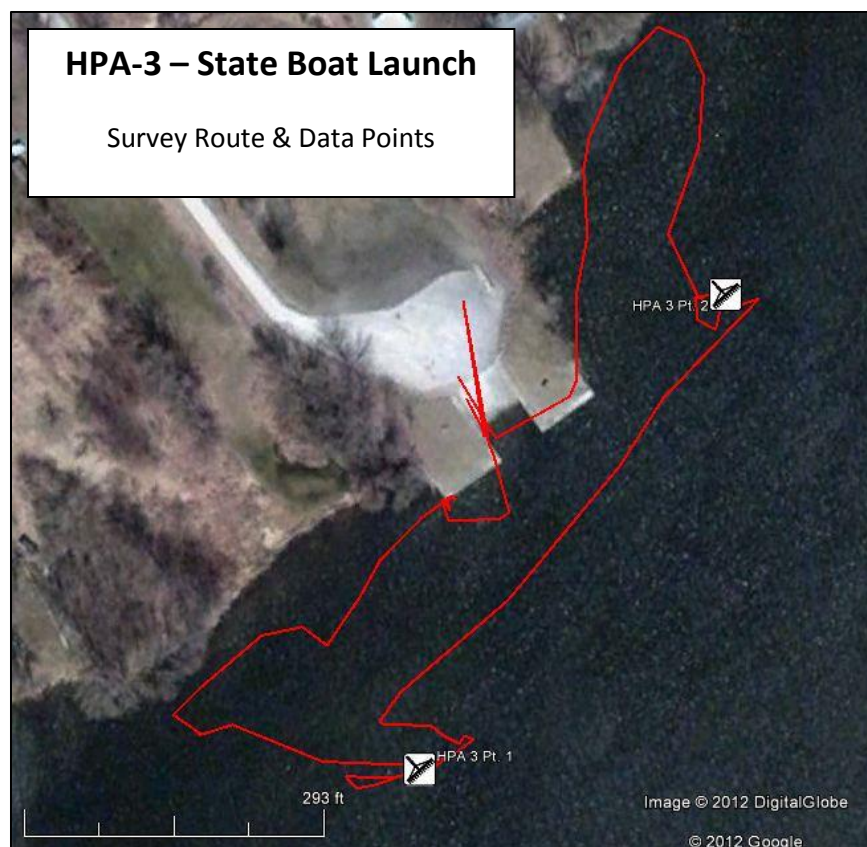 HPA-3 – State Boat Launch
Survey Route & Data Points
HPA 3 Pt. 2
HPA 3 Pt. 1
293 ft
Image © 2012 DigitalGlobe
© 2012 Google